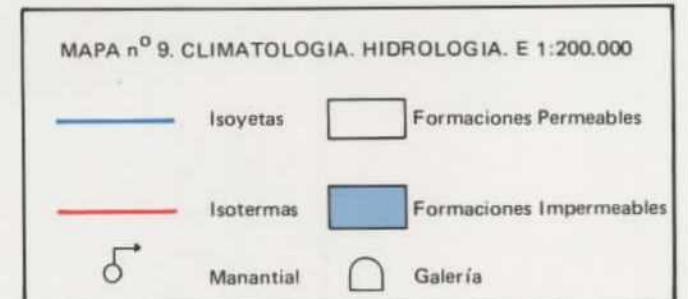 MAPA nº 9. CLIMATOLOGIA. HIDROLOGIA. E 1:200.000
Isoyetas Formaciones Permeables
Isotermas Formaciones Impermeables
Manantial Galería